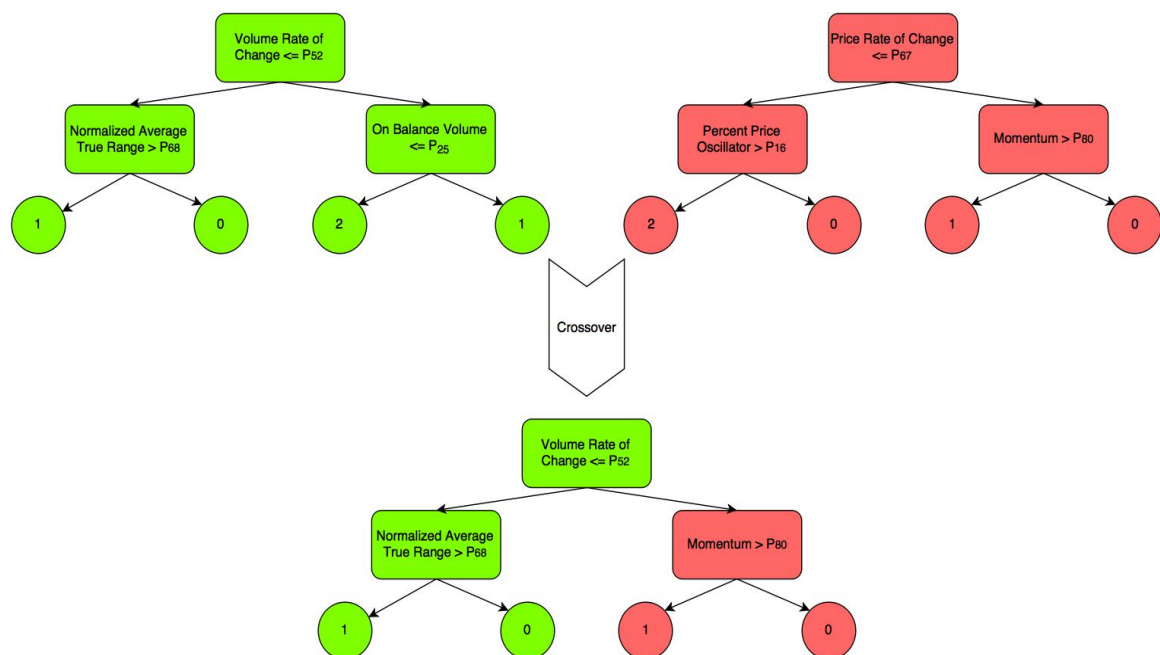 Volume Rate of
Change <= P52
Price Rate of Change
<= P67
Normalized Average
True Range > P68
On Balance Volume
<= P25
Percent Price
Oscillator > P16
Momentum > P80
1
0
2
1
2
0
1
0
Crossover
Volume Rate of
Change <= P52
Normalized Average
True Range > P68
Momentum > P80
1
0
1
0